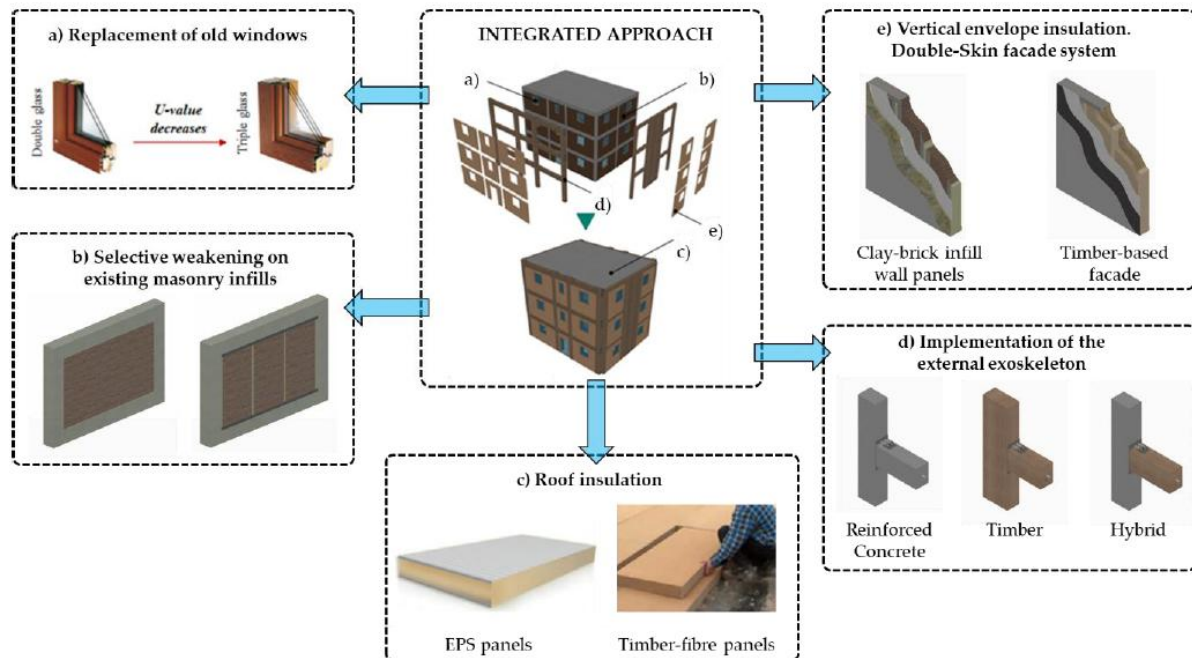 a) Replacement of old windows
Double glass
U-value
decreases
Triple glass
b) Selective weakening on
existing masonry infills
INTEGRATED APPROACH
a)
b)
d)
e)
c)
c) Roof insulation
EPS panels
Timber-fibre panels
e) Vertical envelope insulation.
Double-Skin facade system
Clay-brick infill
wall panels
Timber-based
facade
d) Implementation of the
external exoskeleton
Reinforced
Concrete
Timber
Hybrid